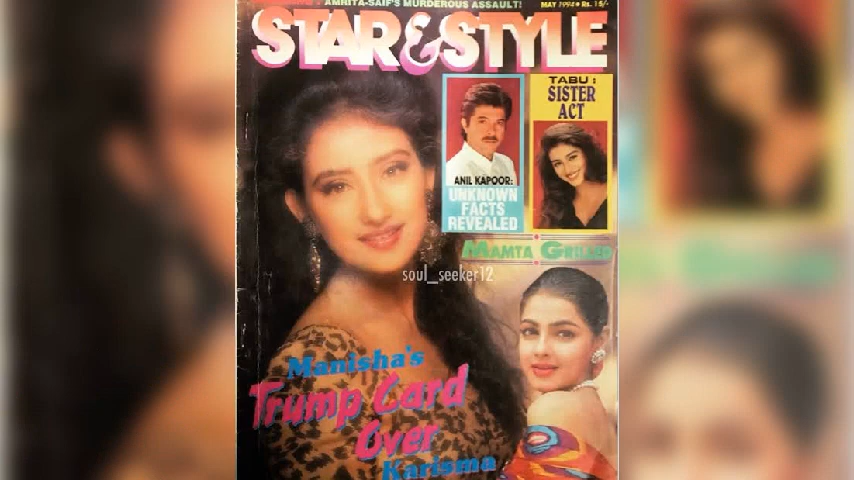 AMRITA-SAIF'S MURDEROUS ASSAULT!
MAY 1994 • Rs. 15/-
STAR&STYLE
ANIL KAPOOR:
UNKNOWN
FACTS
REVEALED
TABU :
SISTER
ACT
MAMTA GRILLED
soul_seeker12
Manisha's
Trump Card
Over
Karisma